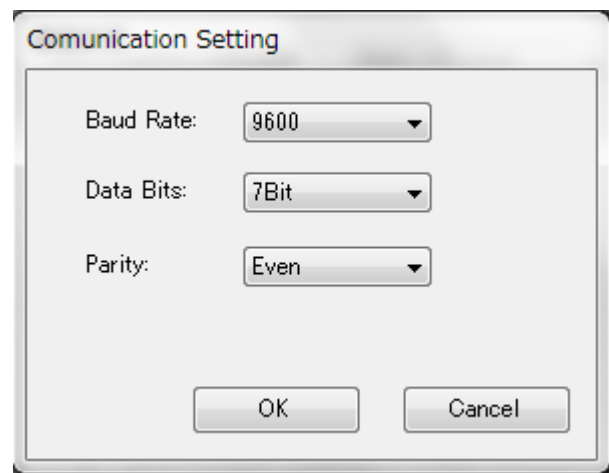 Comunication Setting
Baud Rate: 9600
Data Bits: 7Bit
Parity: Even
OK Cancel